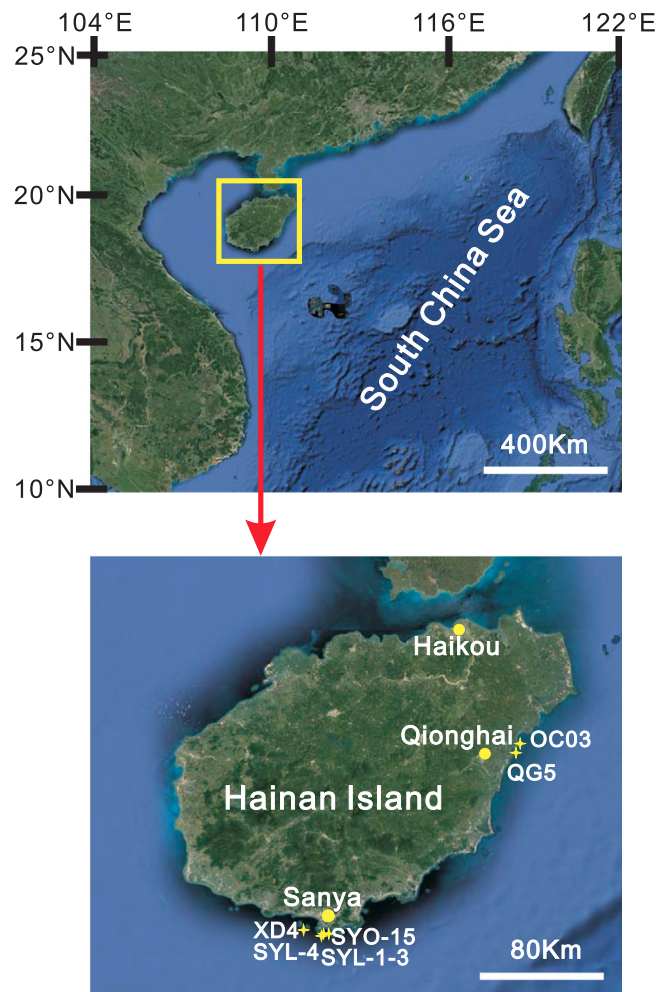 104°E 110°E 116°E 122°E
25°N
20°N
15°N
10°N
South China Sea
400Km
Haikou
Qionghai
OC03
QG5
Hainan Island
Sanya
XD4
SYO-15
SYL-4
SYL-1-3
80Km